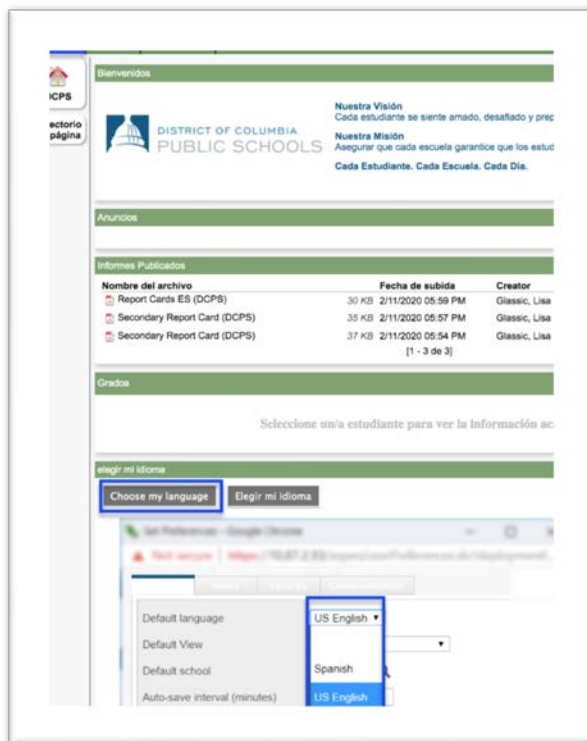 Bienvenidos
DCPS
ectorio
página
DISTRICT OF COLUMBIA
PUBLIC SCHOOLS
Nuestra Visión
Cada estudiante se siente amado, desafiado y prep
Nuestra Misión
Asegurar que cada escuela garantice que los estud
Cada Estudiante. Cada Escuela. Cada Día.
Anuncios
Informes Publicados
Nombre del archivo Fecha de subida Creator
Report Cards ES (DCPS) 30 KB 2/11/2020 05:59 PM Glassic, Lisa
Secondary Report Card (DCPS) 35 KB 2/11/2020 05:57 PM Glassic, Lisa
Secondary Report Card (DCPS) 37 KB 2/11/2020 05:54 PM Glassic, Lisa
[1 - 3 de 3]
Grados
Seleccione un/a estudiante para ver la información ac
elegir mi idioma
Choose my language Elegir mi idioma
Set Preferences - Google Chrome
Not secure
Default language US English
Default View
Default school Spanish
Auto-save interval (minutes) US English